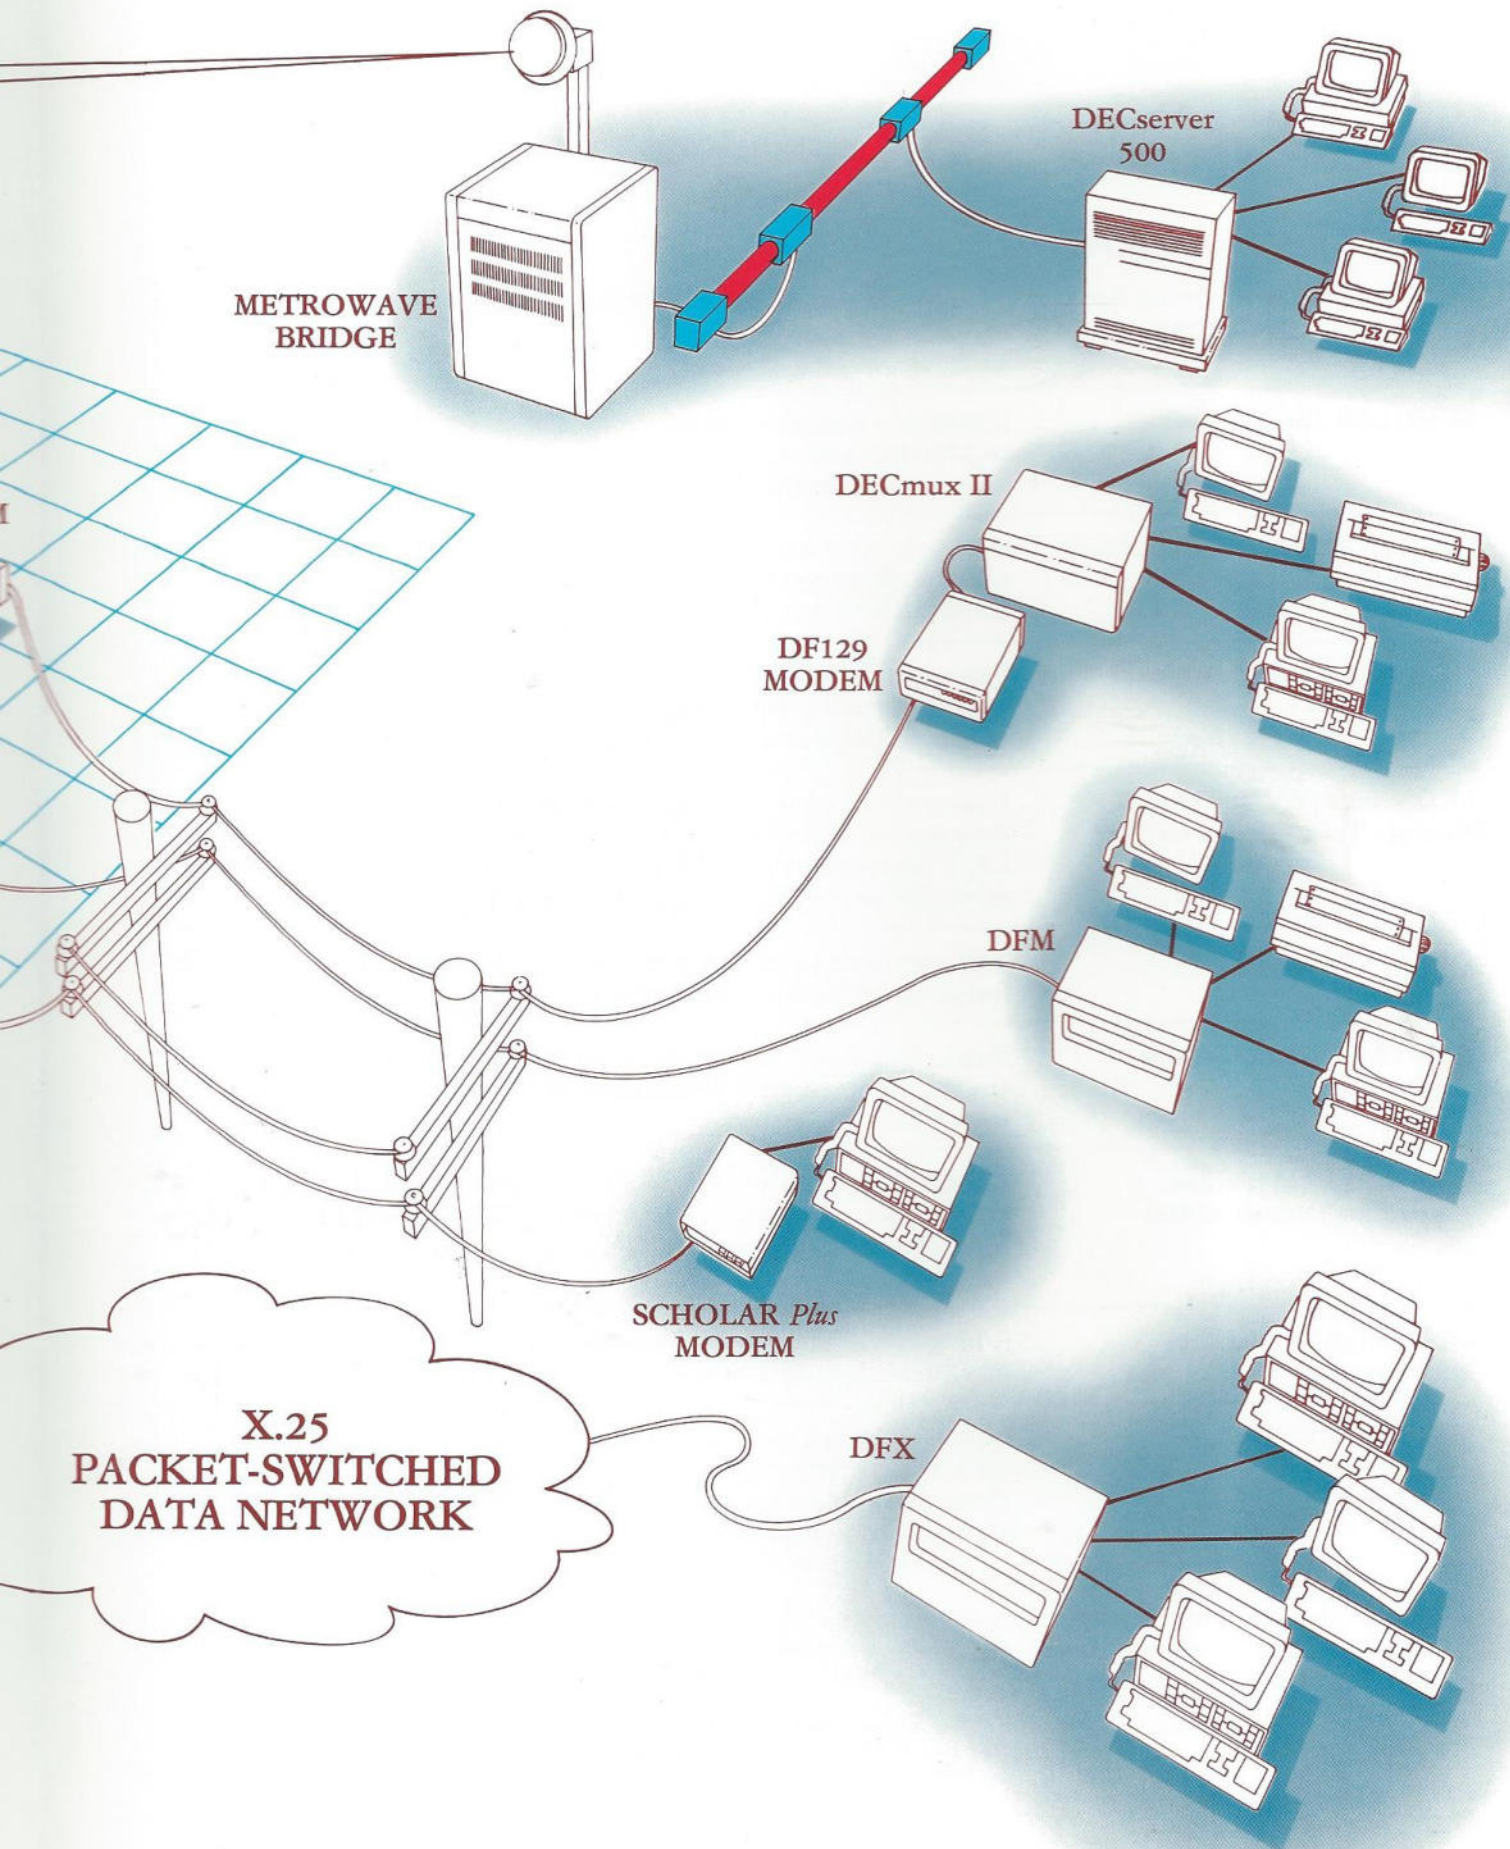 DECserver
500
METROWAVE
BRIDGE
DECmux II
DF129
MODEM
DFM
SCHOLAR Plus
MODEM
X.25
PACKET-SWITCHED
DATA NETWORK
DFX